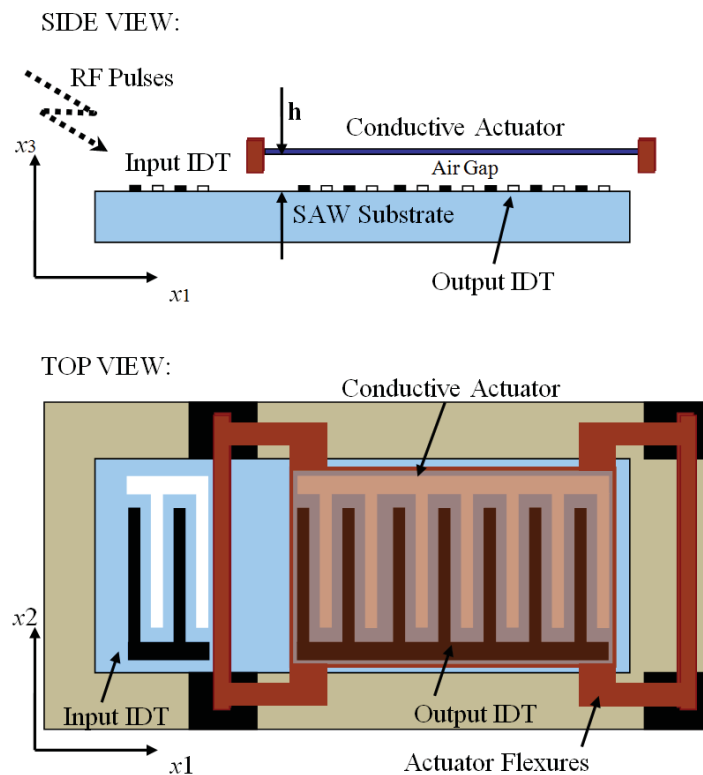 SIDE VIEW:
RF Pulses
h
x3
Conductive Actuator
Input IDT
Air Gap
SAW Substrate
Output IDT
x1
TOP VIEW:
Conductive Actuator
x2
Input IDT
Output IDT
x1
Actuator Flexures